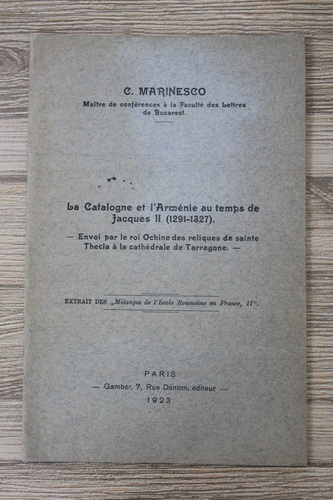 C. MARINESCO
Maître de conférences à la Faculté des Lettres
de Bucarest.
La Catalogne et l'Arménie au temps de
Jacques II (1291-1327).
— Envoi par le roi Ochine des reliques de sainte
Thecla à la cathédrale de Tarragone. —
EXTRAIT DES „Mélanges de l'Ecole Roumaine en France, II".
PARIS
— Gamber, 7, Rue Danton, éditeur —
1923